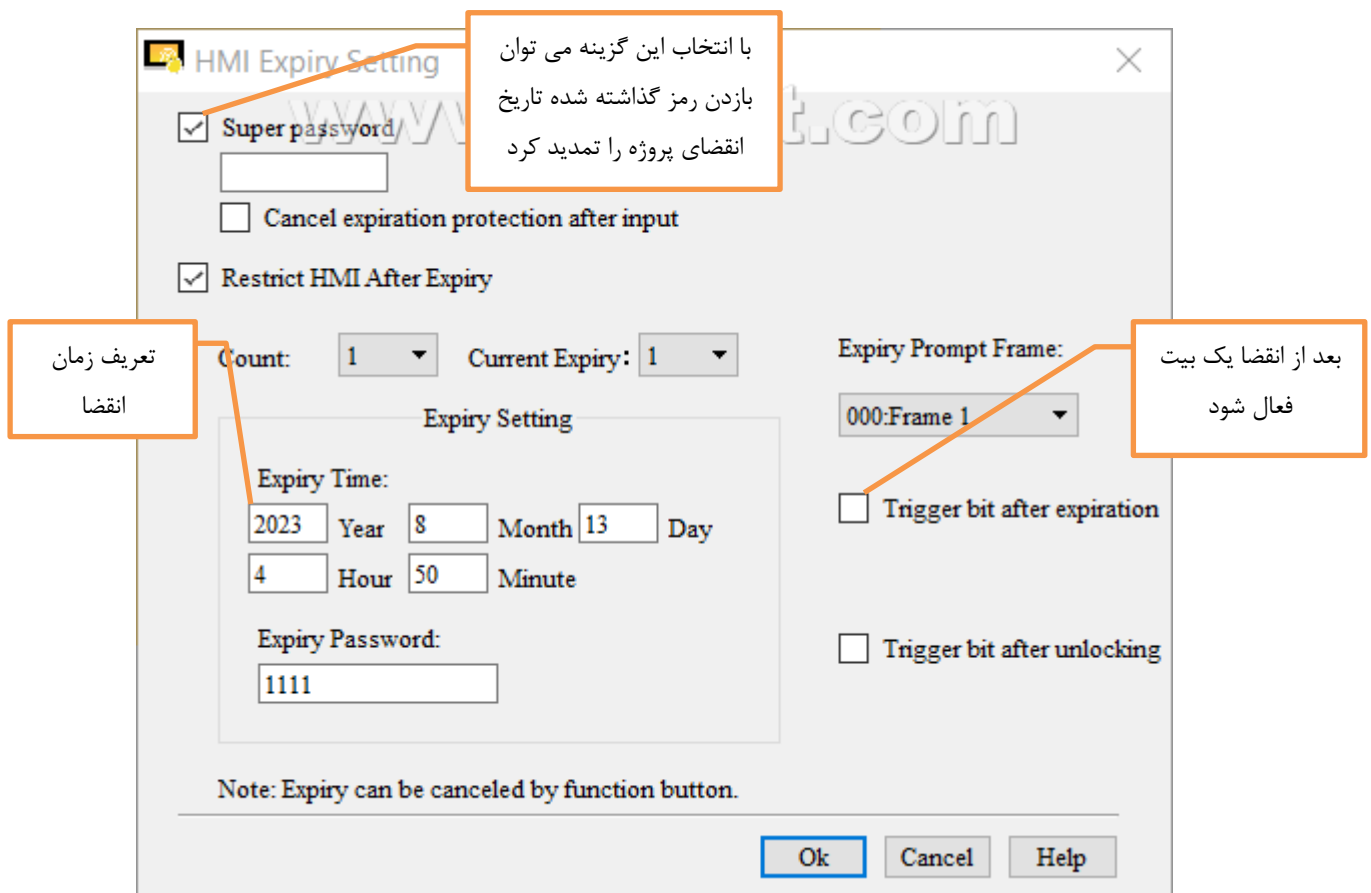 HMI Expiry Setting
با انتخاب این گزینه می توان
بازدن رمز گذاشته شده تاریخ
انقضای پروژه را تمدید کرد
Super password
Cancel expiration protection after input
Restrict HMI After Expiry
تعریف زمان
انقضا
Count: 1 Current Expiry: 1
Expiry Prompt Frame:
000:Frame 1
بعد از انقضا یک بیت
فعال شود
Expiry Setting
Expiry Time:
2023 Year 8 Month 13 Day
4 Hour 50 Minute
Expiry Password:
1111
Trigger bit after expiration
Trigger bit after unlocking
Note: Expiry can be canceled by function button.
Ok Cancel Help